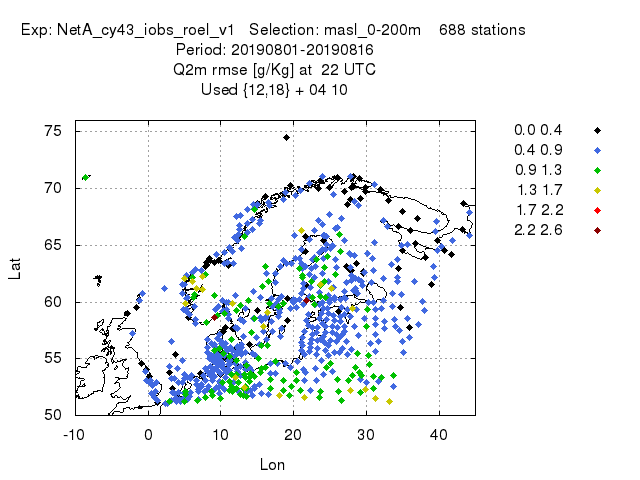 Exp: NetA_cy43_iobs_roel_v1   Selection: masl_0-200m    688 stations
Period: 20190801-20190816
Q2m rmse [g/Kg] at  22 UTC
Used {12,18} + 04 10
75
70
65
60
55
50
Lat
-10 0 10 20 30 40
Lon
0.0 0.4
0.4 0.9
0.9 1.3
1.3 1.7
1.7 2.2
2.2 2.6